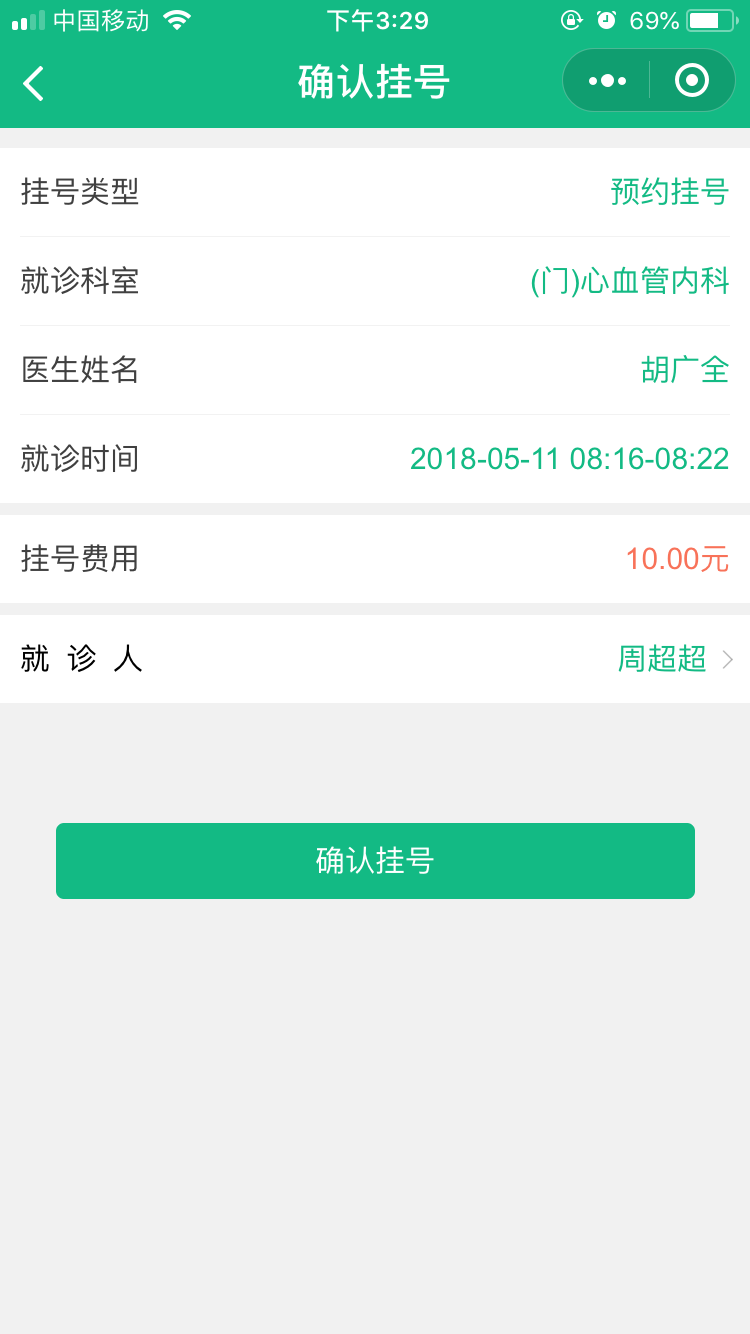 中国移动 下午3:29 69%
确认挂号
挂号类型 预约挂号
就诊科室 (门)心血管内科
医生姓名 胡广全
就诊时间 2018-05-11 08:16-08:22
挂号费用 10.00元
就 诊 人 周超超
确认挂号